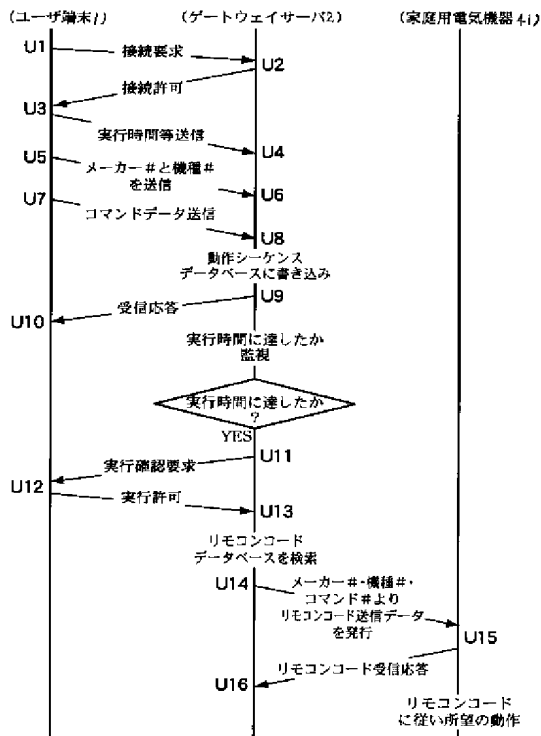 (ユーザ端末1)
(ゲートウェイサーバ2)
(家庭用電気機器4i)
U1
接続要求
U2
接続許可
U3
実行時間等送信
U4
U5
メーカー#と機種#
を送信
U6
U7
コマンドデータ送信
U8
動作シーケンス
データベースに書き込み
U9
受信応答
U10
実行時間に達したか
監視
実行時間に達したか
?
YES
U11
実行確認要求
U12
実行許可
U13
リモコンコード
データベースを検索
U14
メーカー#・機種#・
コマンド#より
リモコンコード送信データ
を発行
U15
リモコンコード受信応答
U16
リモコンコード
に従い所望の動作